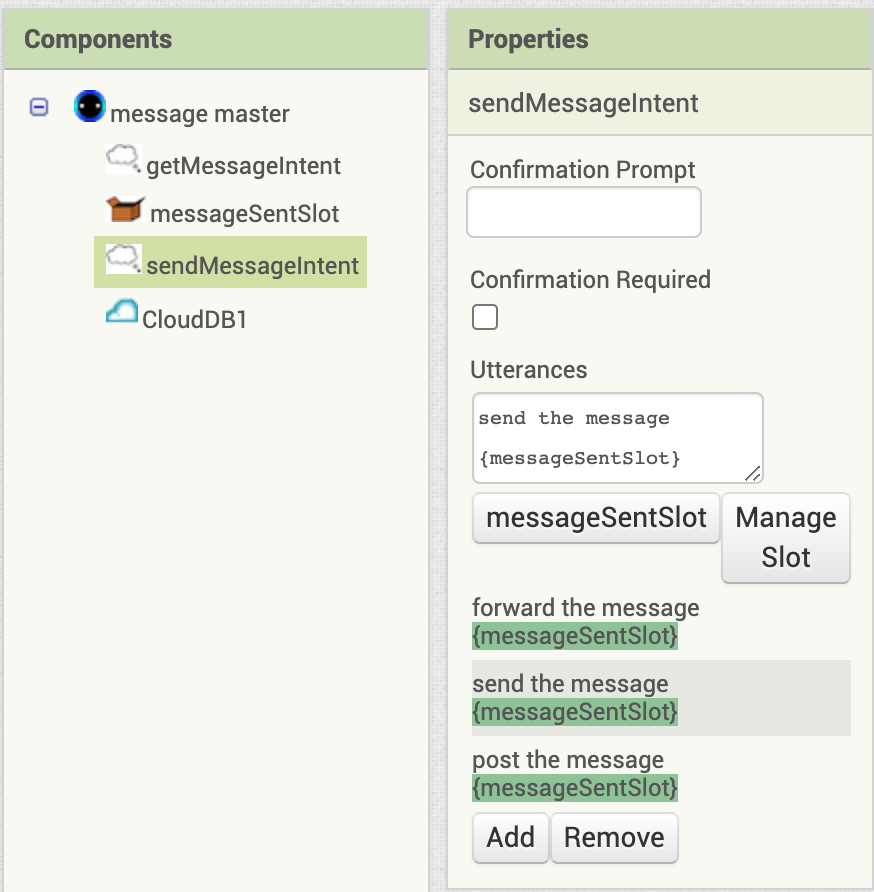 Components
message master
getMessageIntent
messageSentSlot
sendMessageIntent
CloudDB1
Properties
sendMessageIntent
Confirmation Prompt
Confirmation Required
Utterances
send the message
{messageSentSlot}
messageSentSlot
Manage
Slot
forward the message
{messageSentSlot}
send the message
{messageSentSlot}
post the message
{messageSentSlot}
Add
Remove